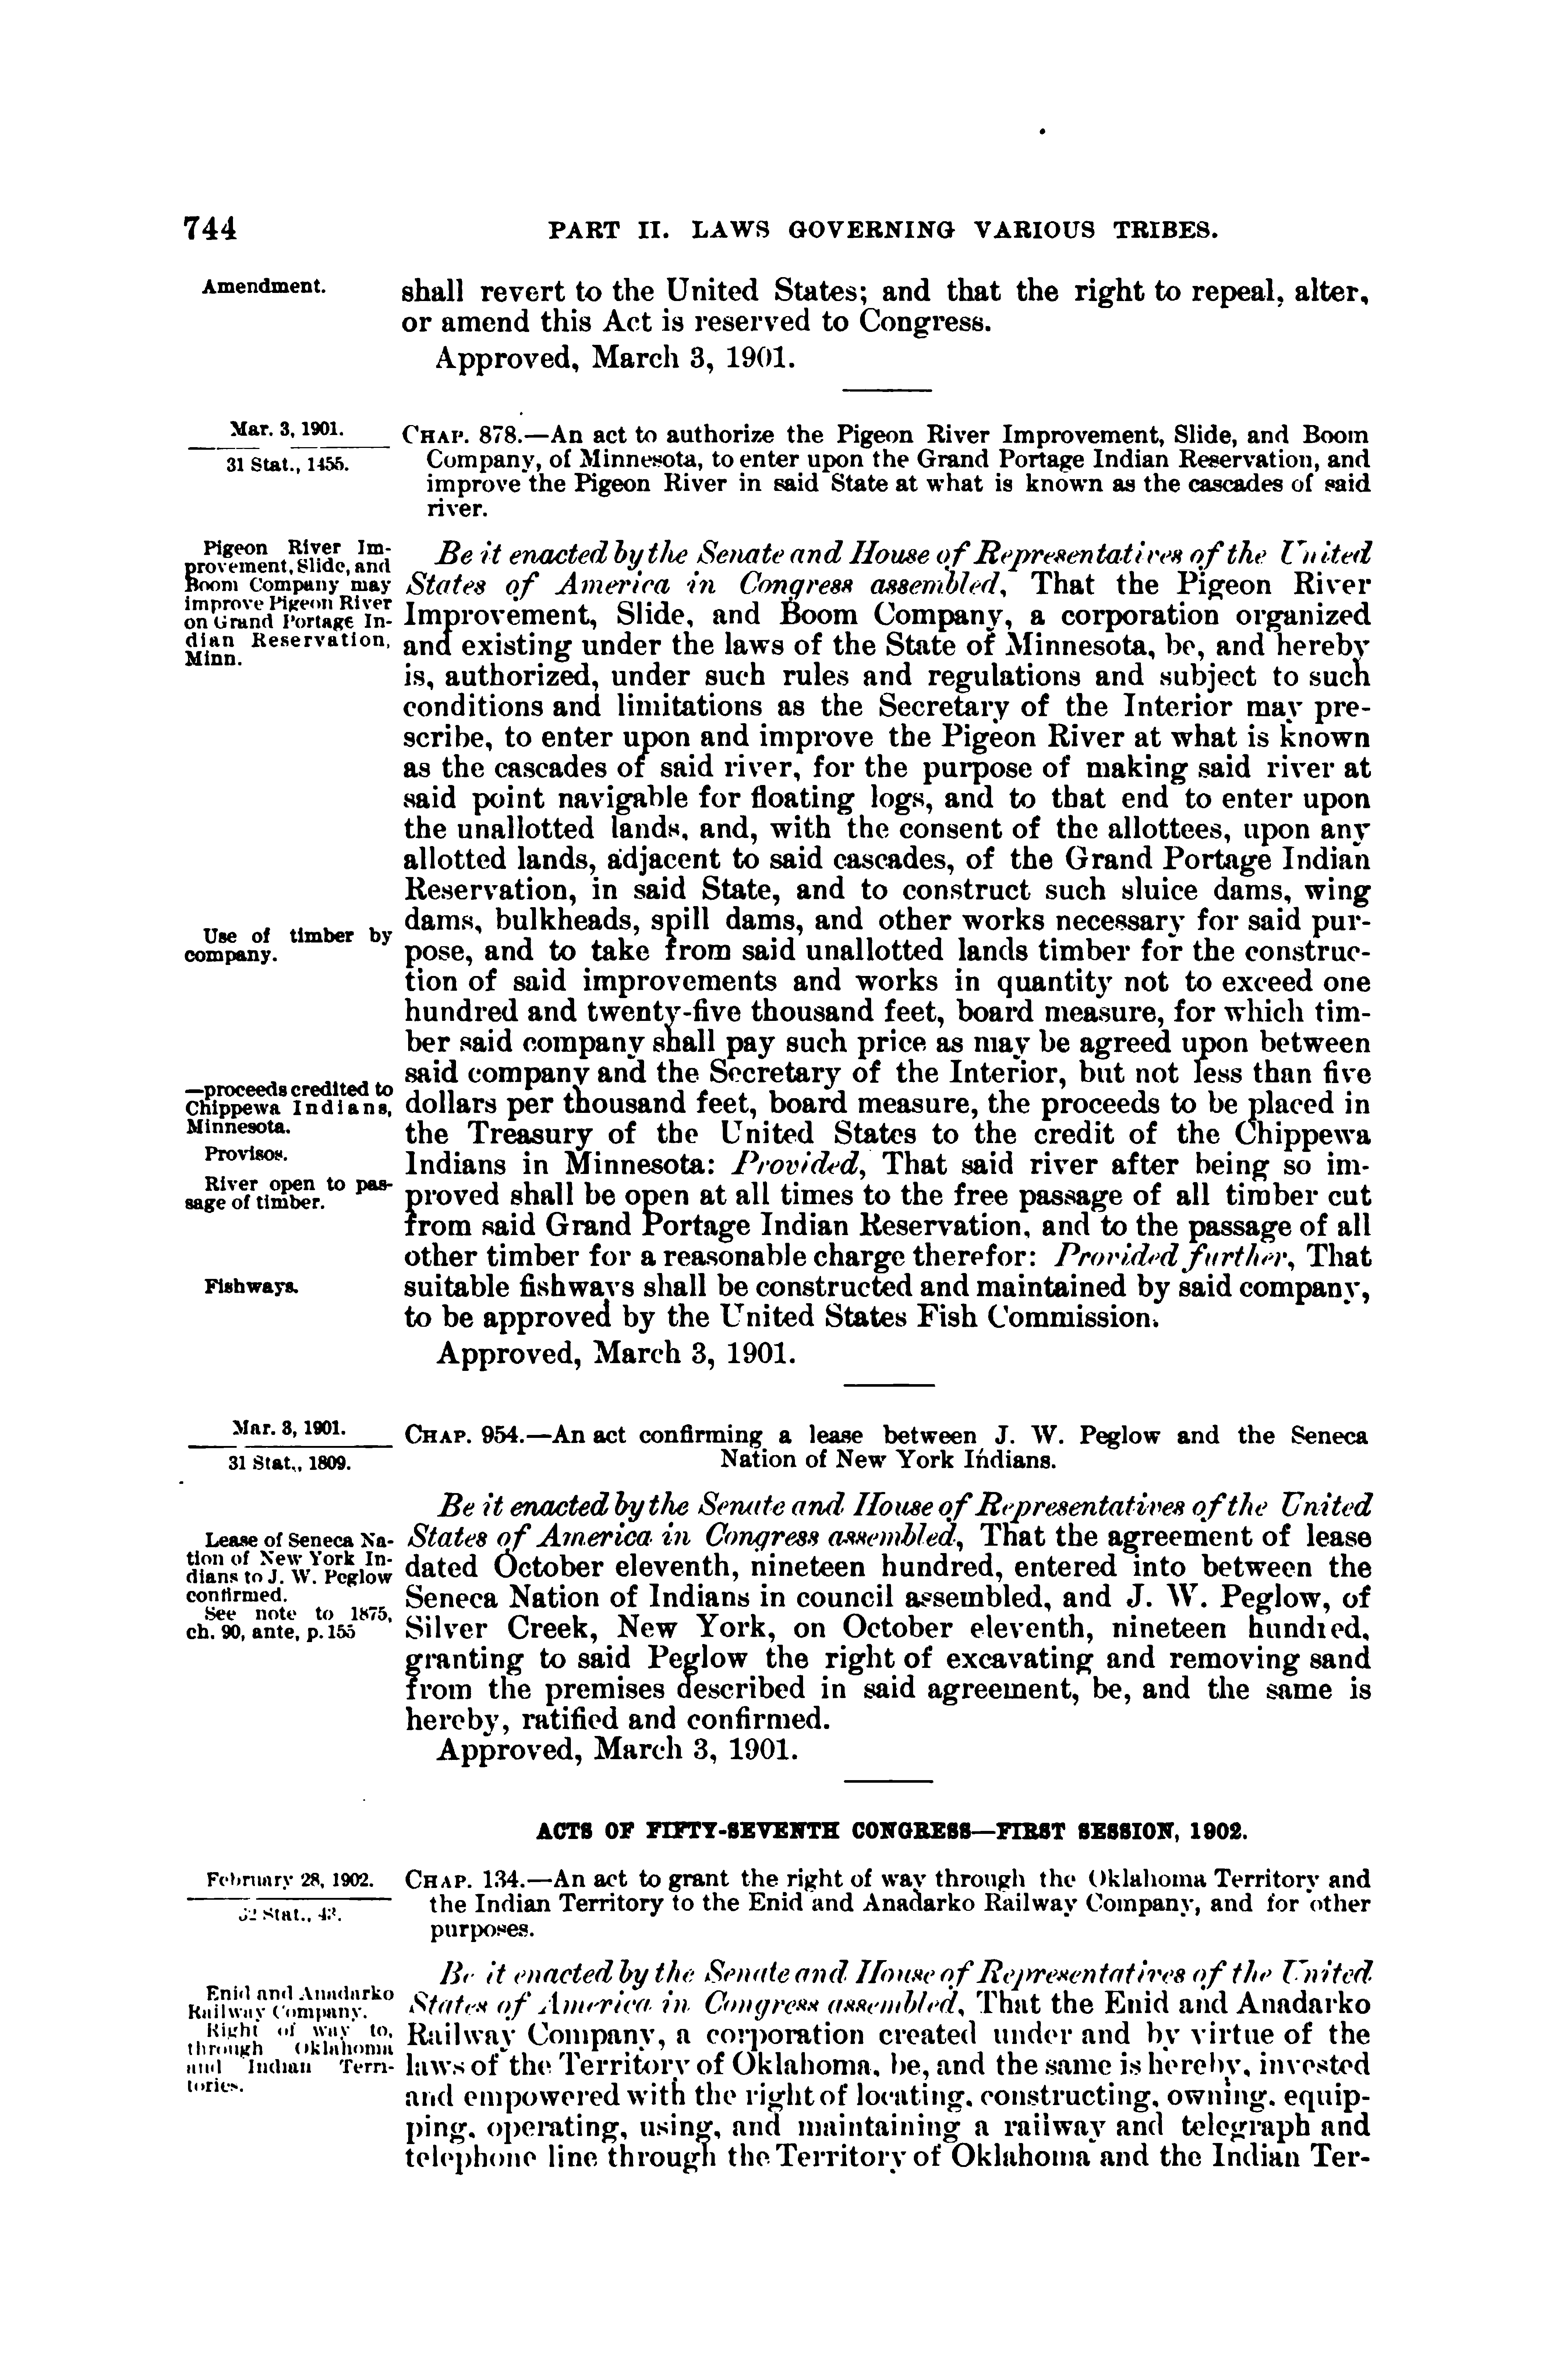 744
PART II. LAWS GOVERNING VARIOUS TRIBES.
Amendment.
shall revert to the United States; and that the right to repeal, alter,
or amend this Act is reserved to Congress.
Approved, March 3, 1901.
Mar. 3, 1901.
31 Stat., 1455.
CHAP. 878.—An act to authorize the Pigeon River Improvement, Slide, and Boom
Company, of Minnesota, to enter upon the Grand Portage Indian Reservation, and
improve the Pigeon River in said State at what is known as the cascades of said
river.
Pigeon River Im-
provement, Slide, and
Boom Company may
improve Pigeon River
on Grand Portage In-
dian Reservation,
Minn.
Be it enacted by the Senate and House of Representatives of the United
States of America in Congress assembled, That the Pigeon River
Improvement, Slide, and Boom Company, a corporation organized
and existing under the laws of the State of Minnesota, be, and hereby
is, authorized, under such rules and regulations and subject to such
conditions and limitations as the Secretary of the Interior may pre-
scribe, to enter upon and improve the Pigeon River at what is known
as the cascades of said river, for the purpose of making said river at
said point navigable for floating logs, and to that end to enter upon
the unallotted lands, and, with the consent of the allottees, upon any
allotted lands, adjacent to said cascades, of the Grand Portage Indian
Reservation, in said State, and to construct such sluice dams, wing
dams, bulkheads, spill dams, and other works necessary for said pur-
Use of timber by
company.
pose, and to take from said unallotted lands timber for the construc-
tion of said improvements and works in quantity not to exceed one
hundred and twenty-five thousand feet, board measure, for which tim-
ber said company shall pay such price as may be agreed upon between
said company and the Secretary of the Interior, but not less than five
—proceeds credited to
Chippewa Indians,
Minnesota.
dollars per thousand feet, board measure, the proceeds to be placed in
the Treasury of the United States to the credit of the Chippewa
Provisos.
Indians in Minnesota: Provided, That said river after being so im-
River open to pas-
sage of timber.
proved shall be open at all times to the free passage of all timber cut
from said Grand Portage Indian Reservation, and to the passage of all
other timber for a reasonable charge therefor: Provided further, That
Fishways.
suitable fishways shall be constructed and maintained by said company,
to be approved by the United States Fish Commission.
Approved, March 3, 1901.
Mar. 3, 1901.
31 Stat., 1809.
CHAP. 954.—An act confirming a lease between J. W. Peglow and the Seneca
Nation of New York Indians.
Be it enacted by the Senate and House of Representatives of the United
Lease of Seneca Na-
tion of New York In-
dians to J. W. Peglow
confirmed.
See note to 1875,
ch. 90, ante, p. 155
States of America in Congress assembled, That the agreement of lease
dated October eleventh, nineteen hundred, entered into between the
Seneca Nation of Indians in council assembled, and J. W. Peglow, of
Silver Creek, New York, on October eleventh, nineteen hundred,
granting to said Peglow the right of excavating and removing sand
from the premises described in said agreement, be, and the same is
hereby, ratified and confirmed.
Approved, March 3, 1901.
ACTS OF FIFTY-SEVENTH CONGRESS—FIRST SESSION, 1902.
February 28, 1902.
32 Stat., 43.
CHAP. 134.—An act to grant the right of way through the Oklahoma Territory and
the Indian Territory to the Enid and Anadarko Railway Company, and for other
purposes.
Enid and Anadarko
Railway Company.
Right of way to,
through Oklahoma
and Indian Terri-
tories.
Be it enacted by the Senate and House of Representatives of the United
States of America in Congress assembled, That the Enid and Anadarko
Railway Company, a corporation created under and by virtue of the
laws of the Territory of Oklahoma, be, and the same is hereby, invested
and empowered with the right of locating, constructing, owning, equip-
ping, operating, using, and maintaining a railway and telegraph and
telephone line through the Territory of Oklahoma and the Indian Ter-